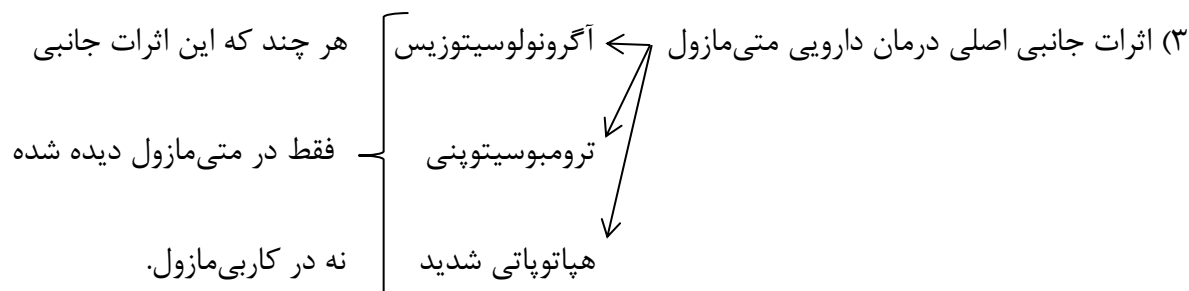 ۳) اثرات جانبی اصلی درمان دارویی متی‌مازول آگرونولوسیتوزیس هر چند که این اثرات جانبی
ترومبوسیتوپنی فقط در متی‌مازول دیده شده
هپاتوپاتی شدید نه در کاربی‌مازول.